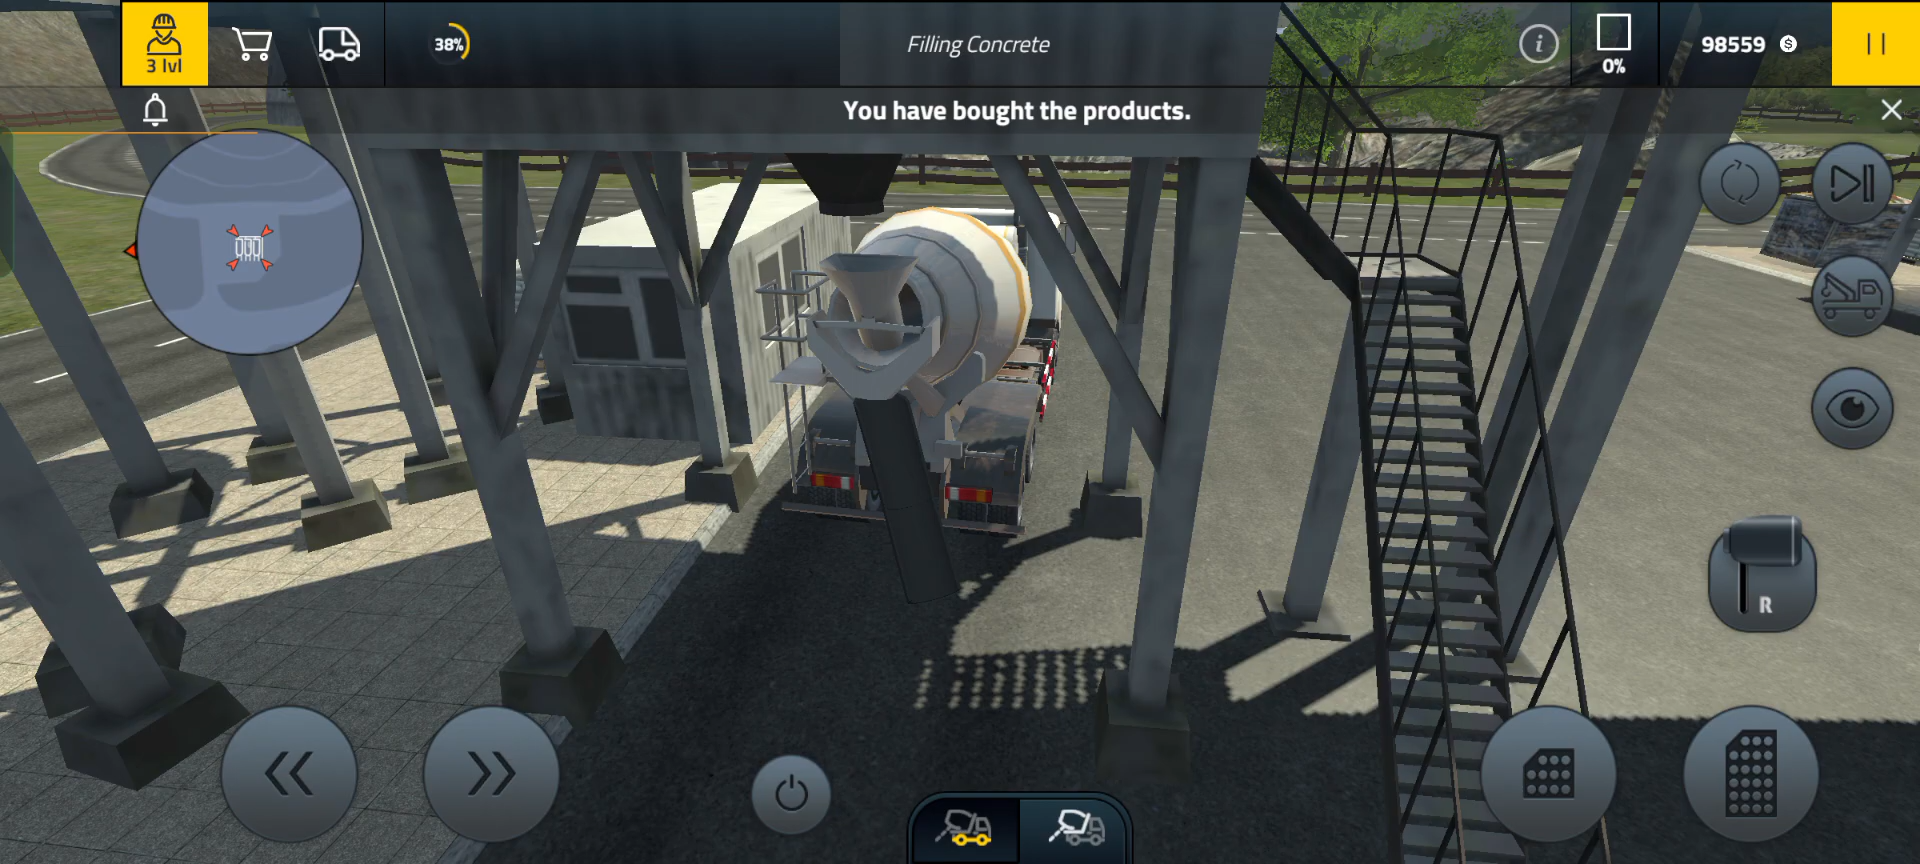 3 lvl
38%
Filling Concrete
0%
98559
You have bought the products.
R